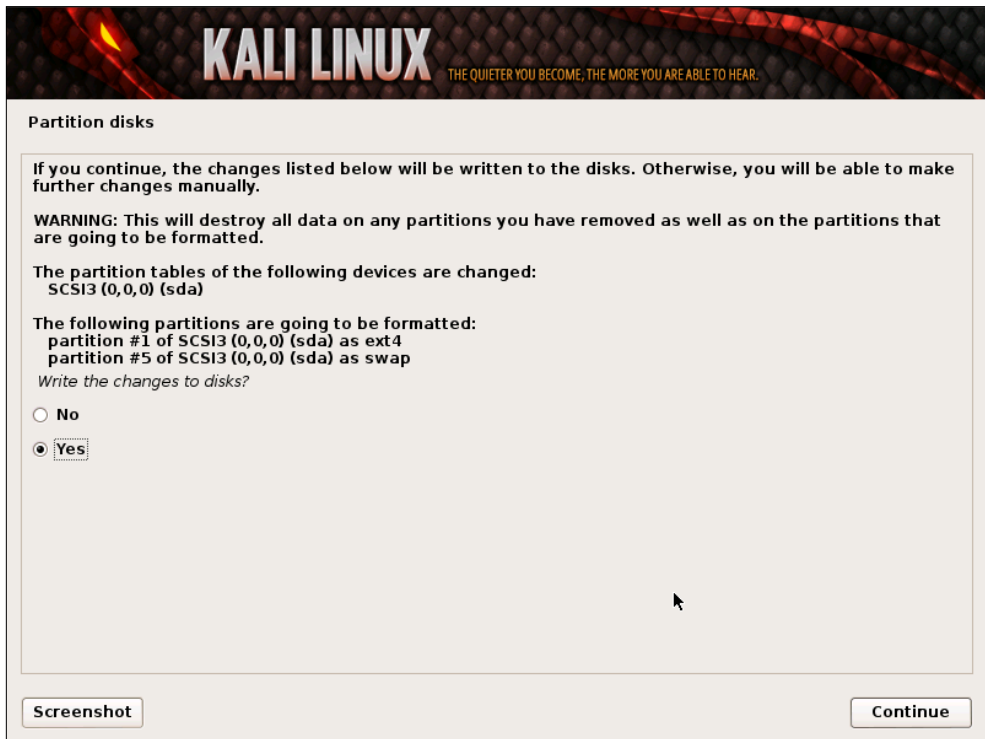 KALI LINUX
THE QUIETER YOU BECOME, THE MORE YOU ARE ABLE TO HEAR.
Partition disks
If you continue, the changes listed below will be written to the disks. Otherwise, you will be able to make
further changes manually.
WARNING: This will destroy all data on any partitions you have removed as well as on the partitions that
are going to be formatted.
The partition tables of the following devices are changed:
SCSI3 (0,0,0) (sda)
The following partitions are going to be formatted:
partition #1 of SCSI3 (0,0,0) (sda) as ext4
partition #5 of SCSI3 (0,0,0) (sda) as swap
Write the changes to disks?
No
Yes
Screenshot
Continue